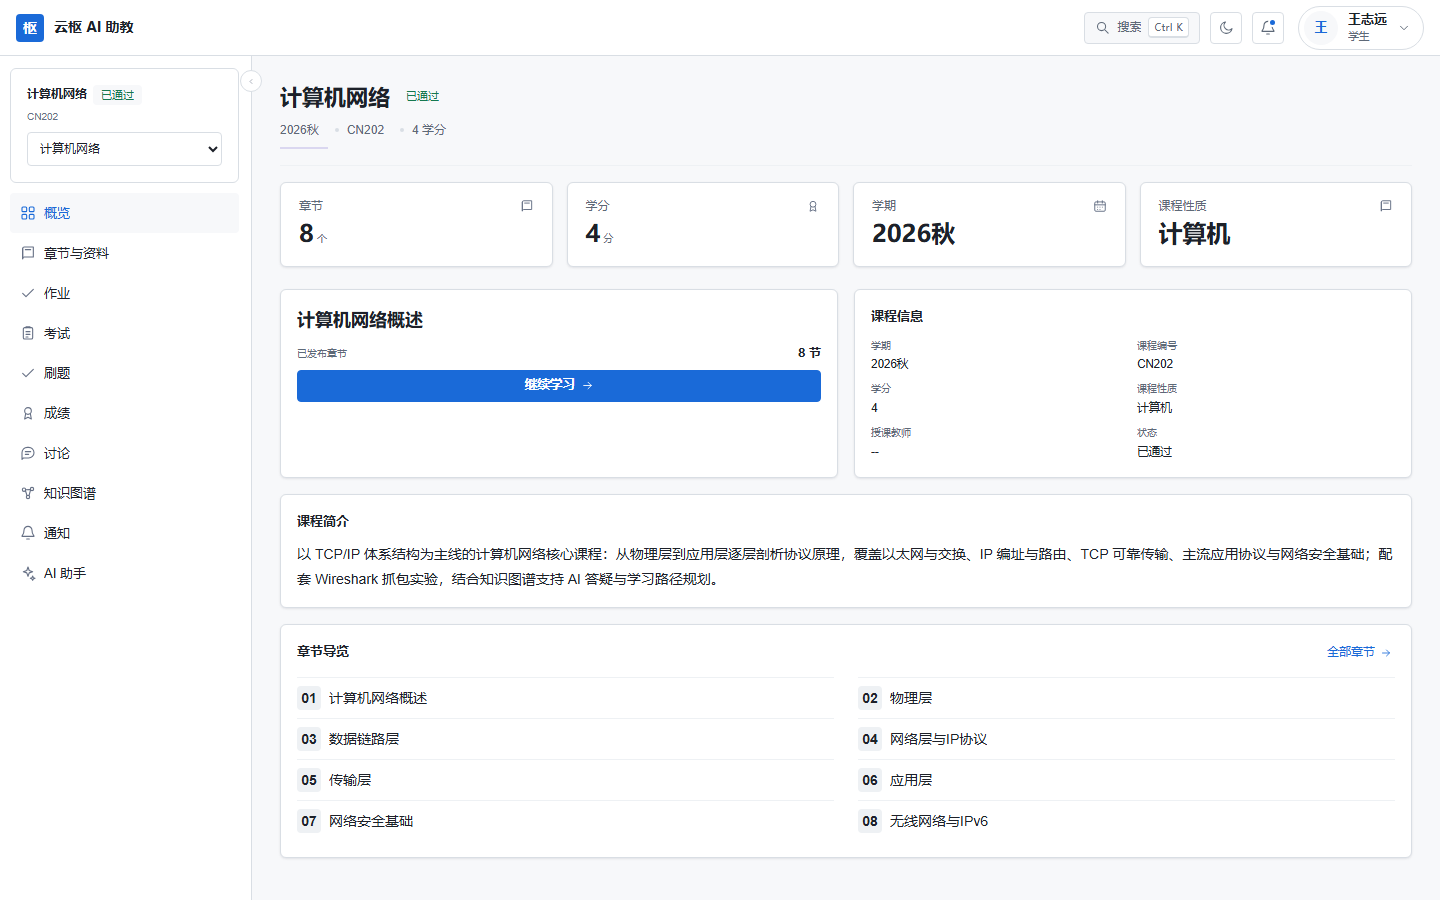 枢 云枢 AI 助教
搜索 Ctrl K
王 王志远
学生
计算机网络 已通过
CN202
计算机网络
概览
章节与资料
作业
考试
刷题
成绩
讨论
知识图谱
通知
AI 助手
计算机网络 已通过
2026秋 CN202 4 学分
章节
8 个
学分
4 分
学期
2026秋
课程性质
计算机
计算机网络概述
已发布章节 8 节
继续学习 →
课程信息
学期 课程编号
2026秋 CN202
学分 课程性质
4 计算机
授课教师 状态
-- 已通过
课程简介
以 TCP/IP 体系结构为主线的计算机网络核心课程：从物理层到应用层逐层剖析协议原理，覆盖以太网与交换、IP 编址与路由、TCP 可靠传输、主流应用协议与网络安全基础；配
套 Wireshark 抓包实验，结合知识图谱支持 AI 答疑与学习路径规划。
章节导览 全部章节 →
01 计算机网络概述 02 物理层
03 数据链路层 04 网络层与IP协议
05 传输层 06 应用层
07 网络安全基础 08 无线网络与IPv6